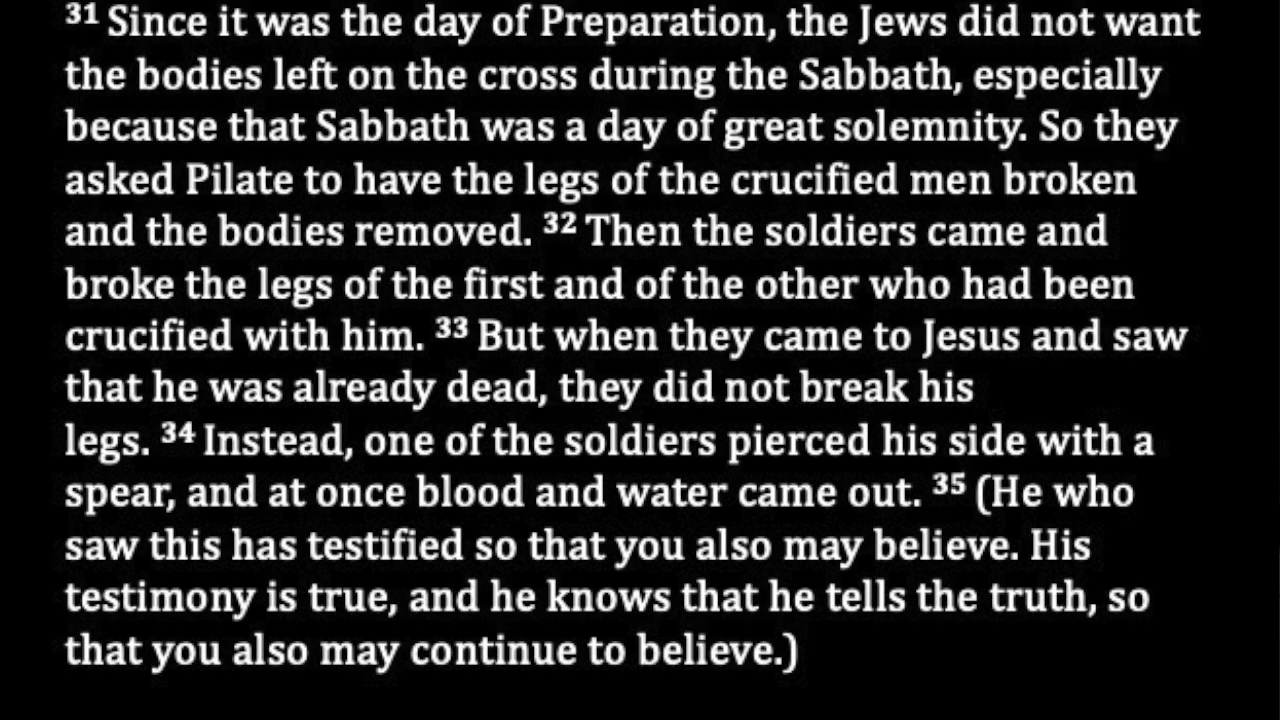 31 Since it was the day of Preparation, the Jews did not want
the bodies left on the cross during the Sabbath, especially
because that Sabbath was a day of great solemnity. So they
asked Pilate to have the legs of the crucified men broken
and the bodies removed. 32 Then the soldiers came and
broke the legs of the first and of the other who had been
crucified with him. 33 But when they came to Jesus and saw
that he was already dead, they did not break his
legs. 34 Instead, one of the soldiers pierced his side with a
spear, and at once blood and water came out. 35 (He who
saw this has testified so that you also may believe. His
testimony is true, and he knows that he tells the truth, so
that you also may continue to believe.)